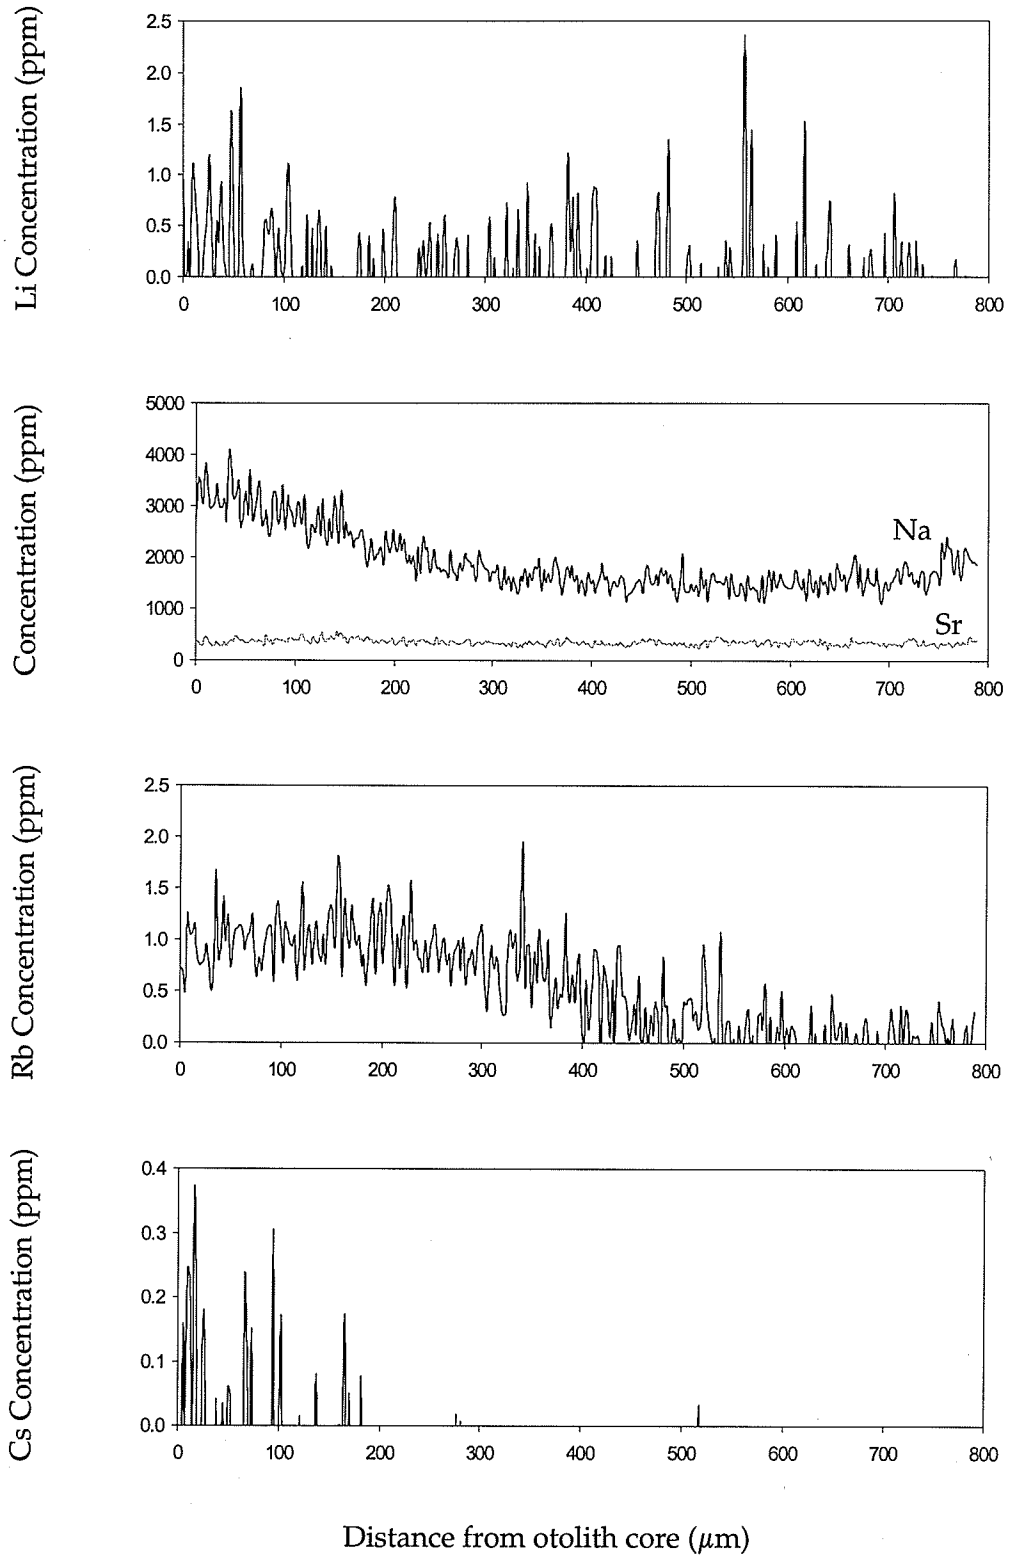 Li Concentration (ppm)
2.5
2.0
1.5
1.0
0.5
0.0
0 100 200 300 400 500 600 700 800
Concentration (ppm)
5000
4000
3000
2000
1000
0
Na
Sr
0 100 200 300 400 500 600 700 800
Rb Concentration (ppm)
2.5
2.0
1.5
1.0
0.5
0.0
0 100 200 300 400 500 600 700 800
Cs Concentration (ppm)
0.4
0.3
0.2
0.1
0.0
0 100 200 300 400 500 600 700 800
Distance from otolith core (μm)